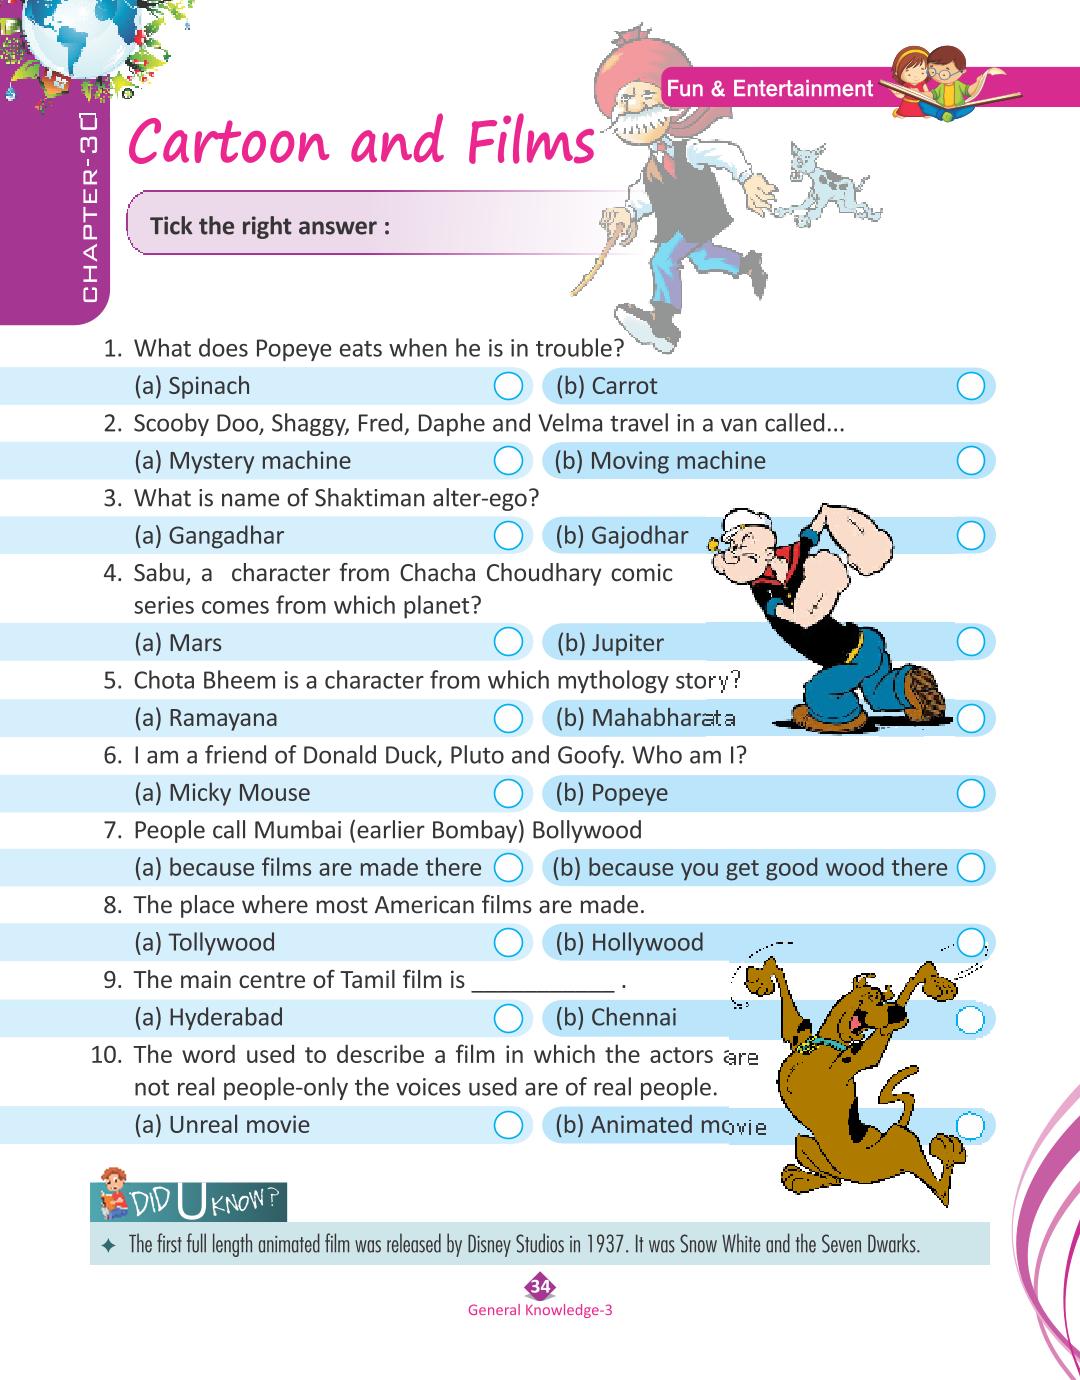 Fun & Entertainment
CHAPTER-30
Cartoon and Films
Tick the right answer :
1. What does Popeye eats when he is in trouble?
(a) Spinach (b) Carrot
2. Scooby Doo, Shaggy, Fred, Daphe and Velma travel in a van called...
(a) Mystery machine (b) Moving machine
3. What is name of Shaktiman alter-ego?
(a) Gangadhar (b) Gajodhar
4. Sabu, a character from Chacha Choudhary comic
series comes from which planet?
(a) Mars (b) Jupiter
5. Chota Bheem is a character from which mythology story?
(a) Ramayana (b) Mahabharata
6. I am a friend of Donald Duck, Pluto and Goofy. Who am I?
(a) Micky Mouse (b) Popeye
7. People call Mumbai (earlier Bombay) Bollywood
(a) because films are made there (b) because you get good wood there
8. The place where most American films are made.
(a) Tollywood (b) Hollywood
9. The main centre of Tamil film is ___________ .
(a) Hyderabad (b) Chennai
10. The word used to describe a film in which the actors are
not real people-only the voices used are of real people.
(a) Unreal movie (b) Animated movie
DID U KNOW?
✦ The first full length animated film was released by Disney Studios in 1937. It was Snow White and the Seven Dwarks.
34
General Knowledge-3